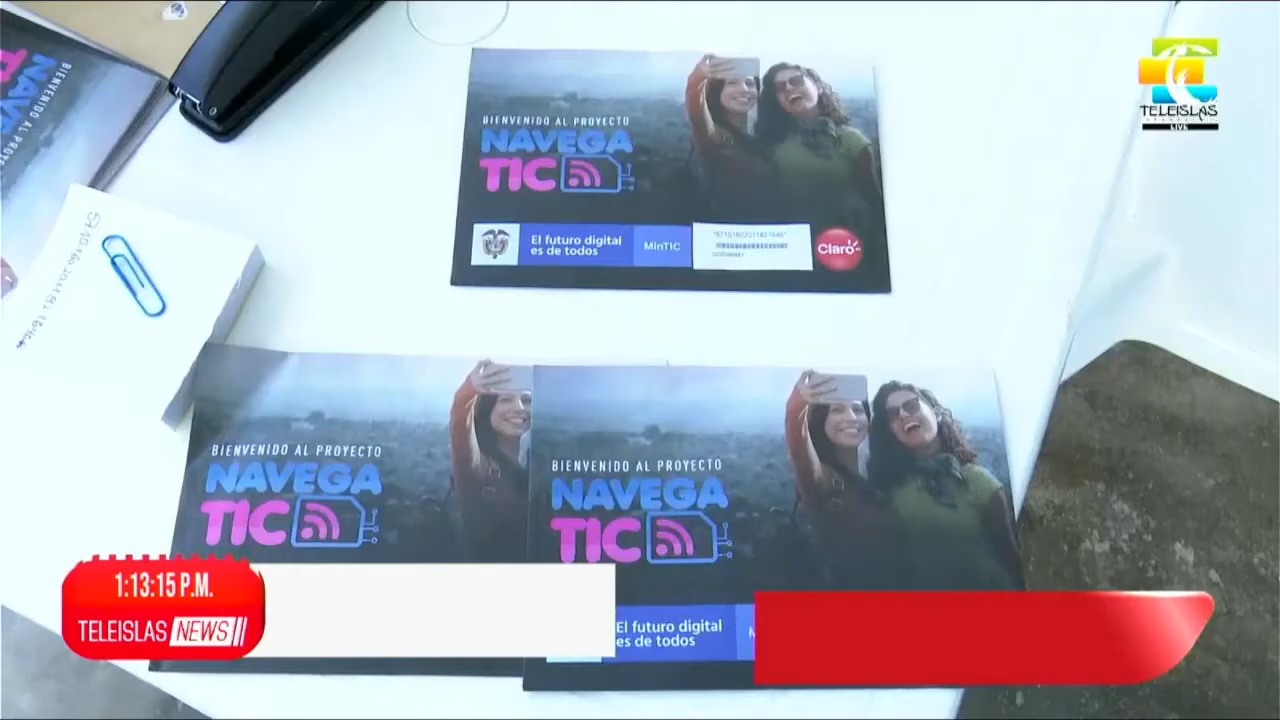 TELEISLAS
LIVE
BIENVENIDO AL PROYECTO
NAVEGA
TIC
El futuro digital
es de todos
MinTIC
Claro
BIENVENIDO AL PROYECTO
NAVEGA
TIC
BIENVENIDO AL PROYECTO
NAVEGA
TIC
El futuro digital
es de todos
1:13:15 P.M.
TELEISLAS NEWS